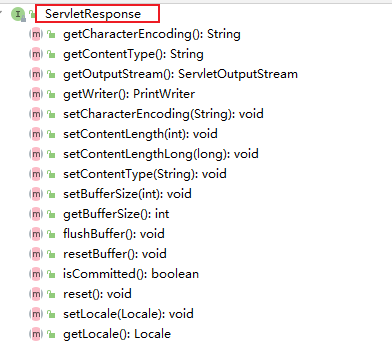 ServletResponse
getCharacterEncoding(): String
getContentType(): String
getOutputStream(): ServletOutputStream
getWriter(): PrintWriter
setCharacterEncoding(String): void
setContentLength(int): void
setContentLengthLong(long): void
setContentType(String): void
setBufferSize(int): void
getBufferSize(): int
flushBuffer(): void
resetBuffer(): void
isCommitted(): boolean
reset(): void
setLocale(Locale): void
getLocale(): Locale